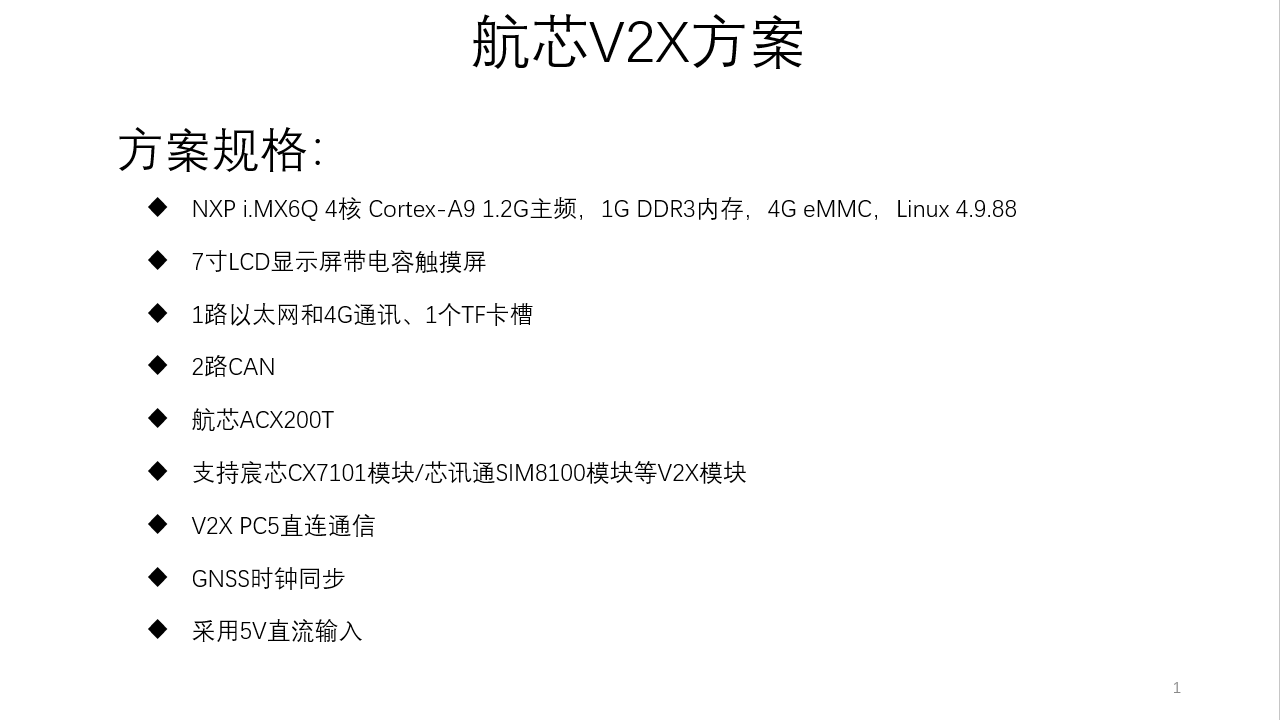 航芯V2X方案
方案规格：
◆ NXP i.MX6Q 4核 Cortex-A9 1.2G主频，1G DDR3内存，4G eMMC，Linux 4.9.88
◆ 7寸LCD显示屏带电容触摸屏
◆ 1路以太网和4G通讯、1个TF卡槽
◆ 2路CAN
◆ 航芯ACX200T
◆ 支持宸芯CX7101模块/芯讯通SIM8100模块等V2X模块
◆ V2X PC5直连通信
◆ GNSS时钟同步
◆ 采用5V直流输入
1